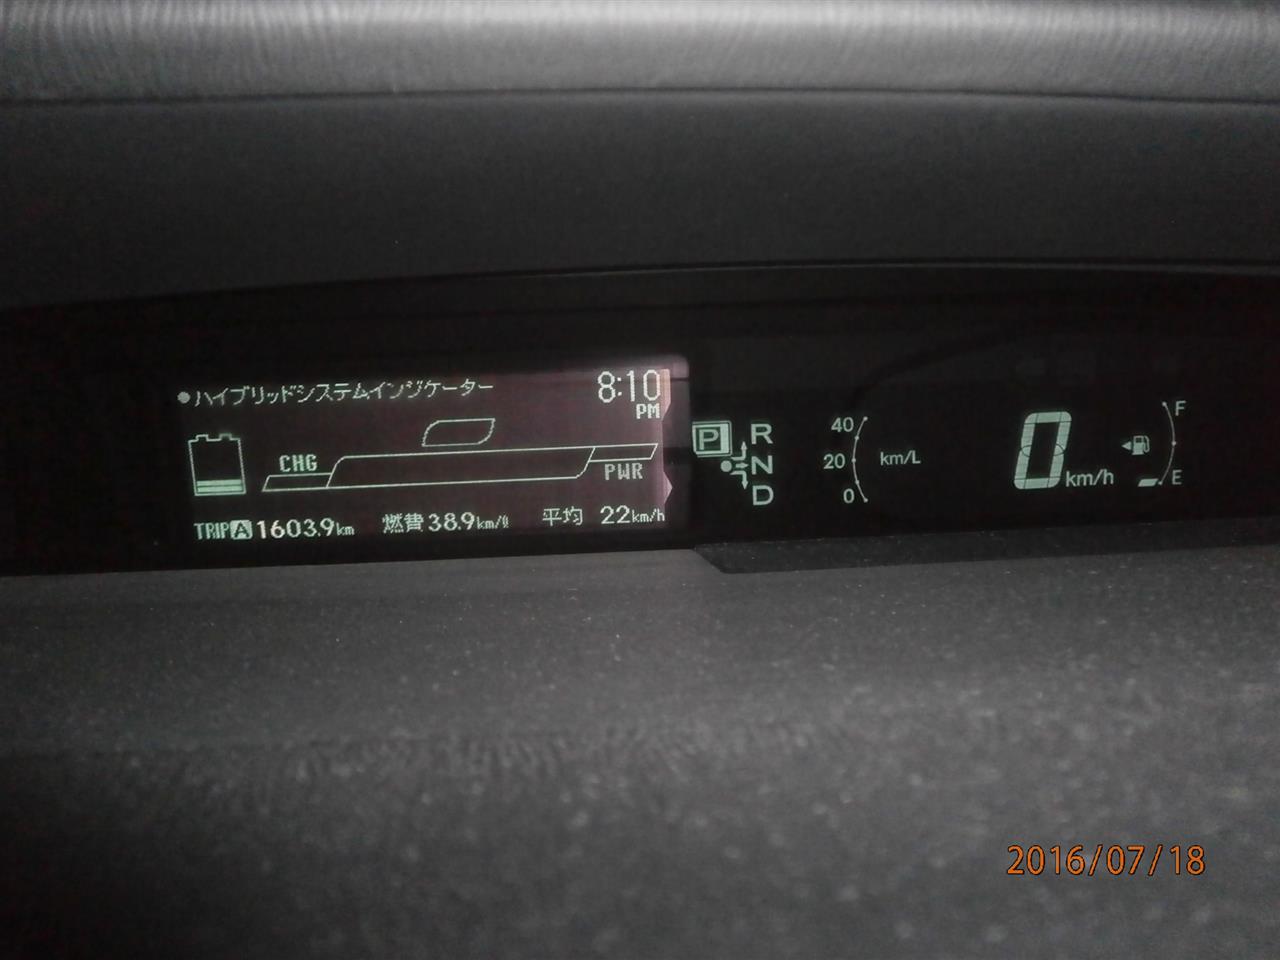 ●ハイブリッドシステムインジケーター
8:10
PM
CHG
PWR
TRIP A 1603.9km 燃費 38.9km/ℓ 平均 22km/h
P
R
N
D
40
20
0
km/L
0 km/h
F
E
2016/07/18